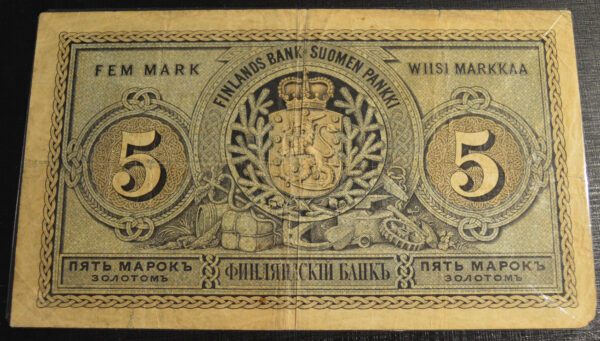 FINLANDS BANK SUOMEN PANKKI
FEM MARK
WIISI MARKKAA
5
5
ПЯТЬ МАРОКЪ
ЗОЛОТОМЪ
ФИНЛЯНДСКІЙ БАНКЪ
ПЯТЬ МАРОКЪ
ЗОЛОТОМЪ